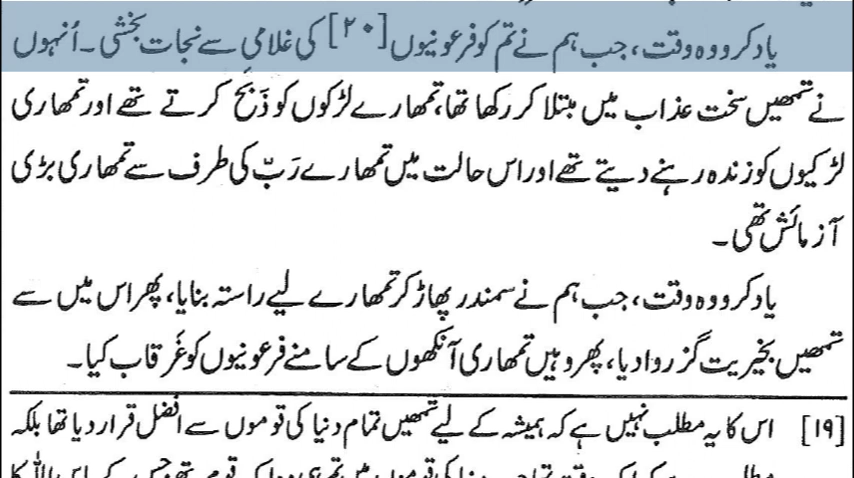 یاد کرو وہ وقت، جب ہم نے تم کو فرعونیوں [۲۰] کی غلامی سے نجات بخشی۔ اُنہوں
نے تمھیں سخت عذاب میں مبتلا کر رکھا تھا، تمھارے لڑکوں کو ذَبح کرتے تھے اور تمھاری
لڑکیوں کو زندہ رہنے دیتے تھے اور اس حالت میں تمھارے رَبّ کی طرف سے تمھاری بڑی
آزمائش تھی۔
یاد کرو وہ وقت، جب ہم نے سمندر پھاڑ کر تمھارے لیے راستہ بنایا، پھر اس میں سے
تمھیں بخیریت گزروا دیا، پھر وہیں تمھاری آنکھوں کے سامنے فرعونیوں کو غَرقاب کیا۔
[۱۹] اس کا یہ مطلب نہیں ہے کہ ہمیشہ کے لیے تمھیں تمام دنیا کی قوموں سے افضل قرار دیا تھا بلکہ